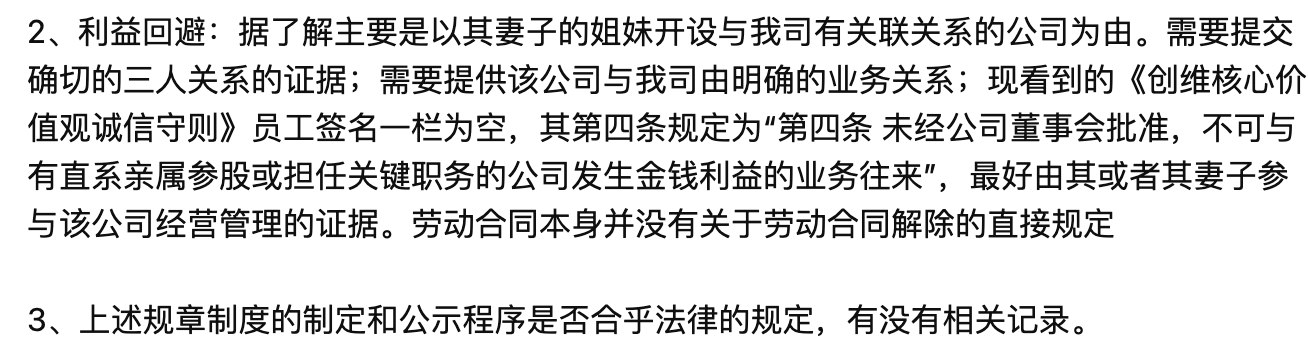 2、利益回避：据了解主要是以其妻子的姐妹开设与我司有关联关系的公司为由。需要提交
确切的三人关系的证据；需要提供该公司与我司由明确的业务关系；现看到的《创维核心价
值观诚信守则》员工签名一栏为空，其第四条规定为“第四条 未经公司董事会批准，不可与
有直系亲属参股或担任关键职务的公司发生金钱利益的业务往来”，最好由其或者其妻子参
与该公司经营管理的证据。劳动合同本身并没有关于劳动合同解除的直接规定
3、上述规章制度的制定和公示程序是否合乎法律的规定，有没有相关记录。